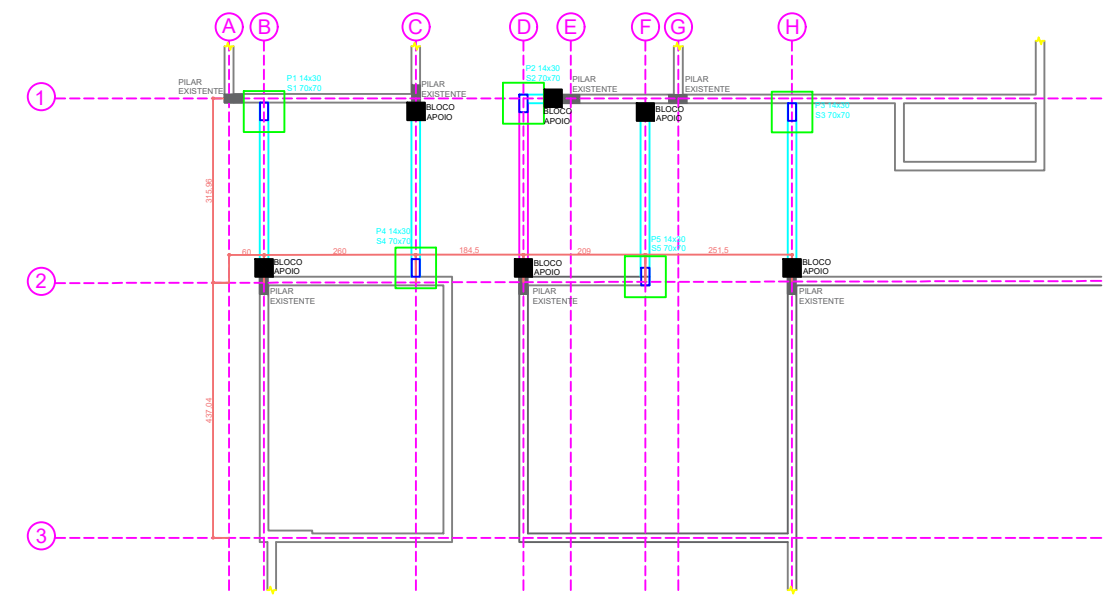 A B C D E F G H
P1 14x30
S1 70x70
P2 14x30
S2 70x70
PILAR
EXISTENTE
PILAR
EXISTENTE
PILAR
EXISTENTE
PILAR
EXISTENTE
1
BLOCO
APOIO
BLOCO
APOIO
BLOCO
APOIO
P3 14x30
S3 70x70
315,96
P4 14x30
S4 70x70
P5 14x30
S5 70x70
60
260
184,5
209
251,5
BLOCO
APOIO
BLOCO
APOIO
BLOCO
APOIO
2
PILAR
EXISTENTE
PILAR
EXISTENTE
PILAR
EXISTENTE
437,04
3